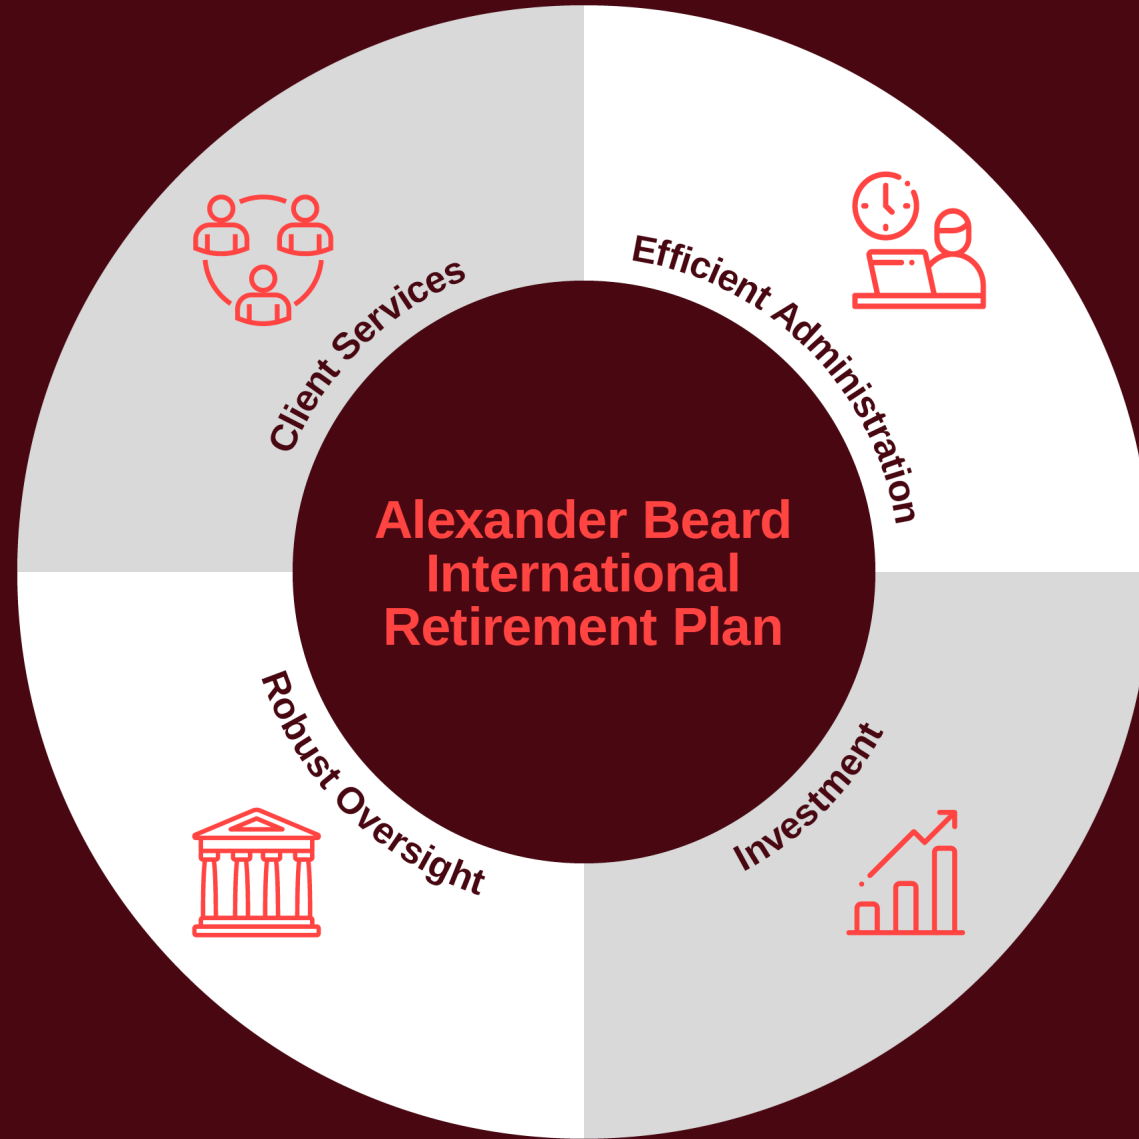 Client Services
Efficient Administration
Alexander Beard
International
Retirement Plan
Robust Oversight
Investment